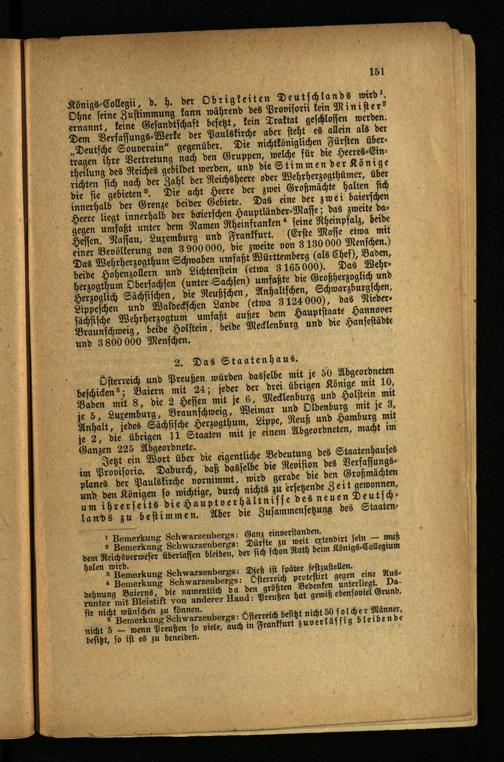 151
Königs-Collegii, d. h. der Obrigkeiten Deutschlands wird¹.
Ohne seine Zustimmung kann während des Provisorii kein Minister²
ernannt, keine Gesandtschaft besetzt, kein Traktat geschlossen werden.
Dem Verfassungs-Werke der Paulskirche aber steht es allein als der
„Deutsche Souverain“ gegenüber. Die nichtköniglichen Fürsten über-
tragen ihre Vertretung nach den Gruppen, welche für die Heeres-Ein-
theilung des Reiches gebildet werden, und die Stimmen der Könige
richten sich nach der Zahl der Reichsheere oder Wehrherzogthümer, über
die sie gebieten³. Die acht Heere der zwei Großmächte halten sich
innerhalb der Grenze beider Gebiete. Das eine der zwei baierschen
Heere liegt innerhalb der baierschen Hauptländer-Masse; das zweite da-
gegen umfaßt unter dem Namen Rheinfranken⁴ seine Rheinpfalz, beide
Hessen, Nassau, Luxemburg und Frankfurt. (Erste Masse etwa mit
einer Bevölkerung von 3 900 000, die zweite von 3 130 000 Menschen.)
Das Wehrherzogthum Schwaben umfaßt Württemberg (als Chef), Baden,
beide Hohenzollern und Lichtenstein (etwa 3 165 000). Das Wehr-
herzogthum Obersachsen (unter Sachsen) umfaßte die Großherzoglich und
Herzoglich Sächsischen, die Reußschen, Anhaltschen, Schwarzburgschen,
Lippeschen und Waldeckschen Lande (etwa 3 124 000), das Nieder-
sächsische Wehrherzogtum umfaßt außer dem Hauptstaate Hannover
Braunschweig, beide Holstein, beide Mecklenburg und die Hansestädte
und 3 800 000 Menschen.
2. Das Staatenhaus.
Österreich und Preußen würden dasselbe mit je 50 Abgeordneten
beschicken⁵; Baiern mit 24; jeder der drei übrigen Könige mit 10,
Baden mit 8, die 2 Hessen mit je 6, Mecklenburg und Holstein mit
je 5, Luxemburg, Braunschweig, Weimar und Oldenburg mit je 3,
Anhalt, jedes Sächsische Herzogthum, Lippe, Reuß und Hamburg mit
je 2, die übrigen 11 Staaten mit je einem Abgeordneten, macht im
Ganzen 225 Abgeordnete.
Jetzt ein Wort über die eigentliche Bedeutung des Staatenhauses
im Provisorio. Dadurch, daß dasselbe die Revision des Verfassungs-
planes der Paulskirche vornimmt, wird gerade die den Großmächten
und den Königen so wichtige, durch nichts zu ersetzende Zeit gewonnen,
um ihrerseits die Hauptverhältnisse des neuen Deutsch-
lands zu bestimmen. Aber die Zusammensetzung des Staaten-
¹ Bemerkung Schwarzenbergs: Ganz einverstanden.
² Bemerkung Schwarzenbergs: Dürfte zu weit extendirt seln — muß
dem Reichsverweser überlassen bleiben, der sich schon Rath beim Königs-Collegium
holen wird.
³ Bemerkung Schwarzenbergs: Dieß ist später festzustellen.
⁴ Bemerkung Schwarzenbergs: Österreich protestirt gegen eine Aus-
dehnung Baierns, die namentlich da den größten Bedenken unterliegt. Da-
runter mit Bleistift von anderer Hand: Preußen hat gewiß ebensoviel Grund,
sie nicht wünschen zu können.
⁵ Bemerkung Schwarzenbergs: Österreich besitzt nicht 50 solcher Männer,
nicht 5 — wenn Preußen so viele, auch in Frankfurt zuverlässig bleibende
besitzt, so ist es zu beneiden.